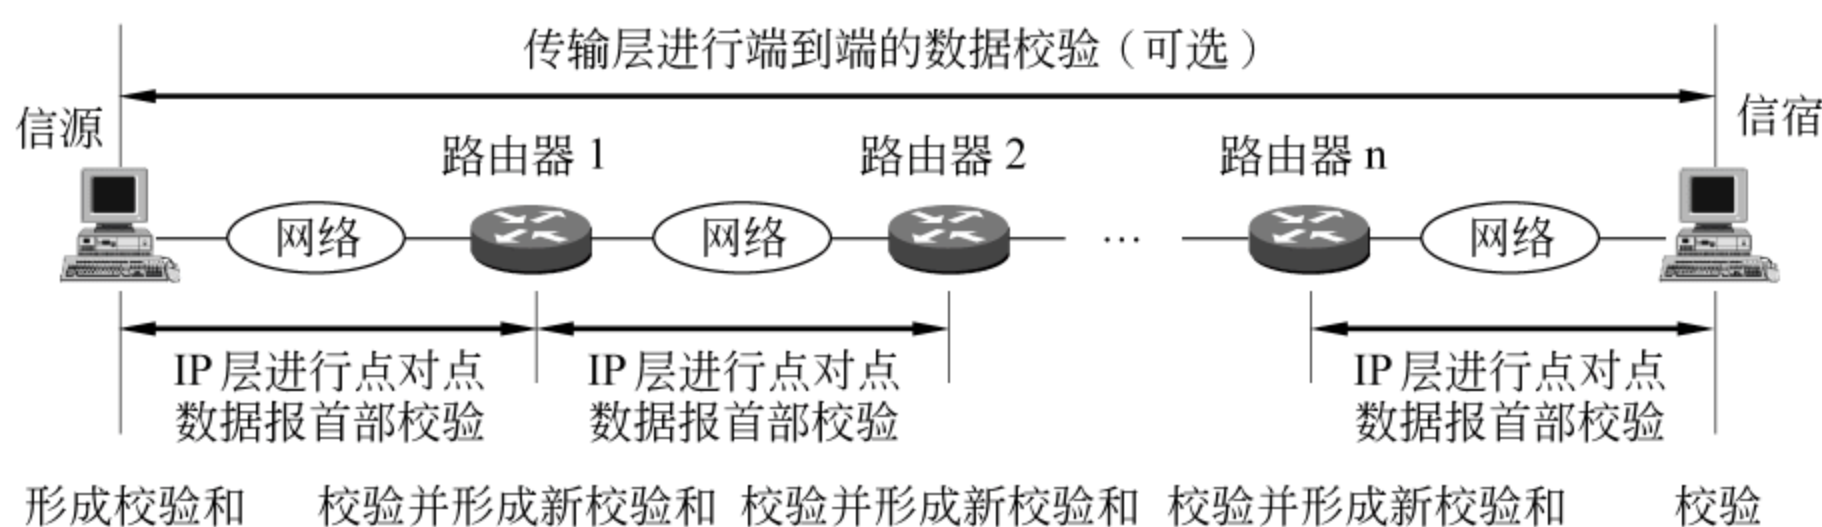 传输层进行端到端的数据校验（可选）
信源
信宿
路由器 1
路由器 2
路由器 n
网络
网络
…
网络
IP 层进行点对点
数据报首部校验
IP 层进行点对点
数据报首部校验
IP 层进行点对点
数据报首部校验
形成校验和
校验并形成新校验和
校验并形成新校验和
校验并形成新校验和
校验